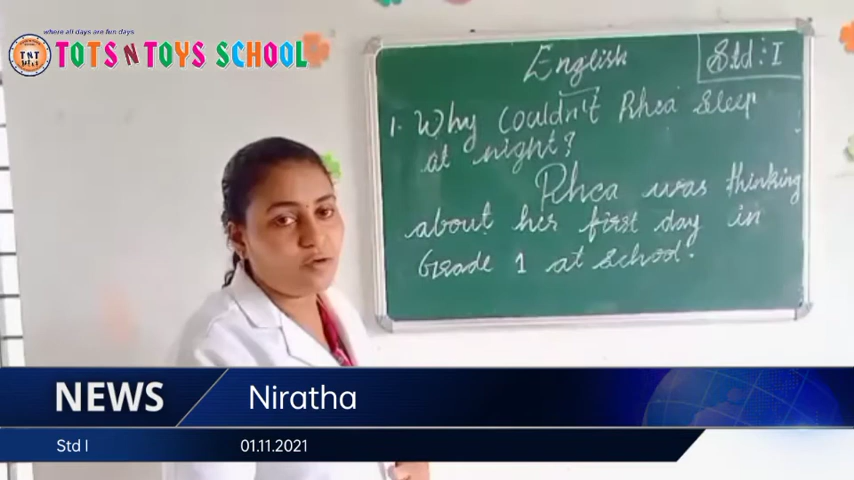 where all days are fun days
TNT
TOTS N TOYS SCHOOL
English
Std: I
1. Why Couldn't Rhea Sleep
at night?
Rhea was thinking
about her first day in
Grade 1 at School.
NEWS
Niratha
Std I
01.11.2021